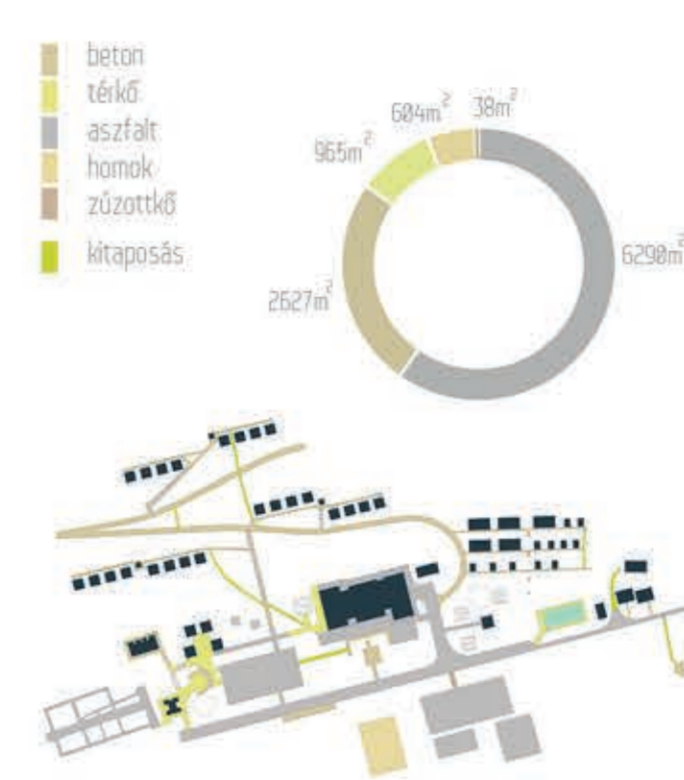 beton
térkő
aszfalt
homok
zúzottkő
kitaposás
604m²
38m²
965m²
6290m²
2627m²